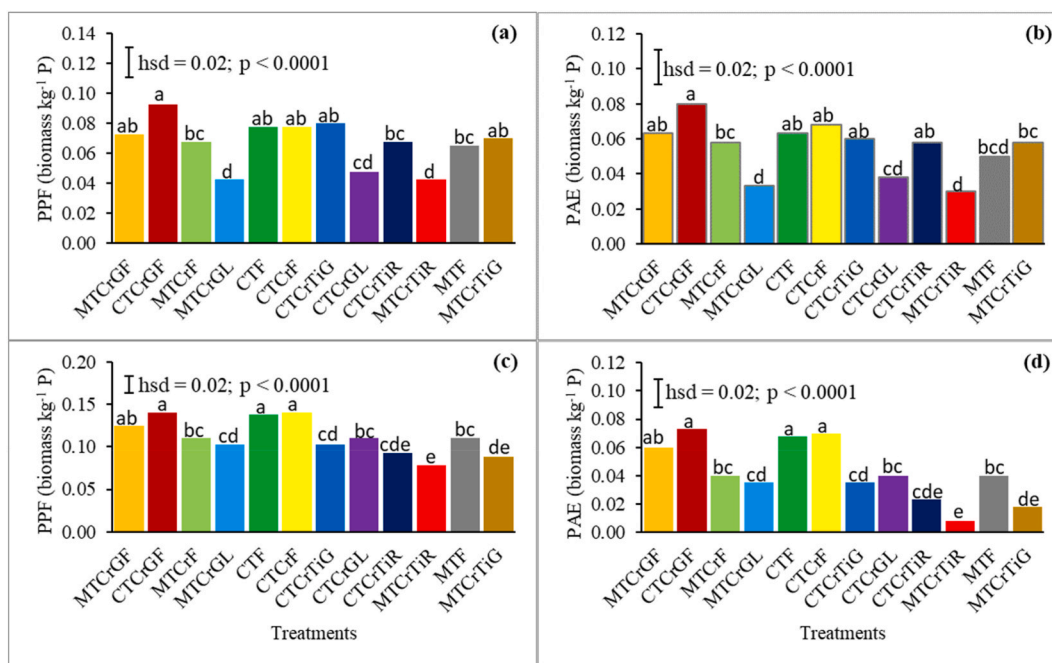 (a)
PPF (biomass kg⁻¹ P)
0.14
0.12
0.10
0.08
0.06
0.04
0.02
0.00
hsd = 0.02; p < 0.0001
ab a bc d ab ab ab cd bc d ab ab
MTCrGF CTCrGF MTCrF MTCrGL CTF CTCrF CTCrTiG CTCrGL CTCrTiR MTCrTiR MTF MTCrTiG
(b)
PAE (biomass kg⁻¹ P)
0.12
0.10
0.08
0.06
0.04
0.02
0.00
hsd = 0.02; p < 0.0001
ab a bc d ab ab ab cd ab d bcd bc
MTCrGF CTCrGF MTCrF MTCrGL CTF CTCrF CTCrTiG CTCrGL CTCrTiR MTCrTiR MTF MTCrTiG
(c)
PPF (biomass kg⁻¹ P)
0.20
0.15
0.10
0.05
0.00
hsd = 0.02; p < 0.0001
ab a bc cd a a cd bc cde e bc de
MTCrGF CTCrGF MTCrF MTCrGL CTF CTCrF CTCrTiG CTCrGL CTCrTiR MTCrTiR MTF MTCrTiG
Treatments
(d)
PAE (biomass kg⁻¹ P)
0.12
0.10
0.08
0.06
0.04
0.02
0.00
hsd = 0.02; p < 0.0001
ab a bc cd a a cd bc cde e bc de
MTCrGF CTCrGF MTCrF MTCrGL CTF CTCrF CTCrTiG CTCrGL CTCrTiR MTCrTiR MTF MTCrTiG
Treatments